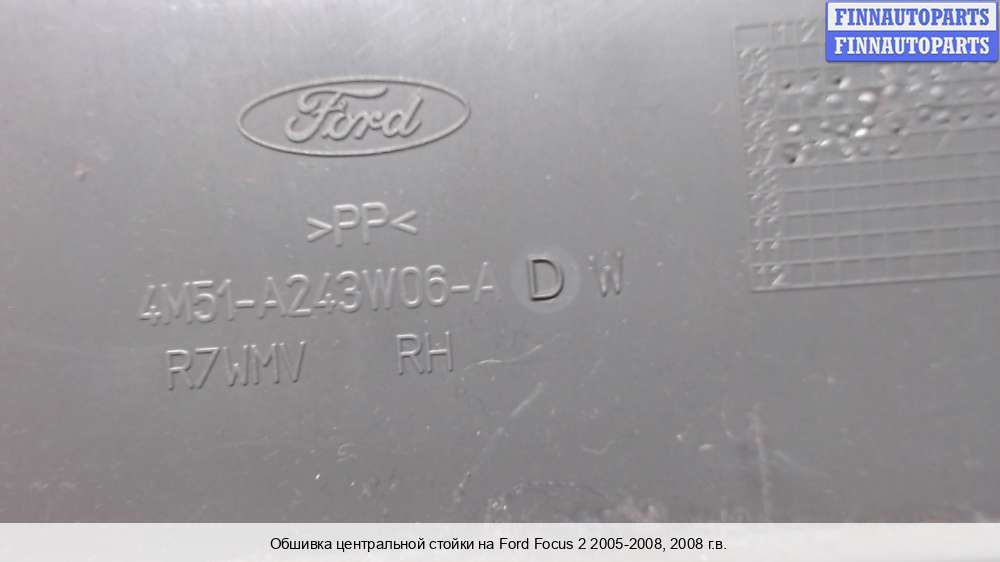 FINNAUTOPARTS
FINNAUTOPARTS
Ford
>PP<
4M51-A243W06-A D W
R7WMV RH
Обшивка центральной стойки на Ford Focus 2 2005-2008, 2008 г.в.